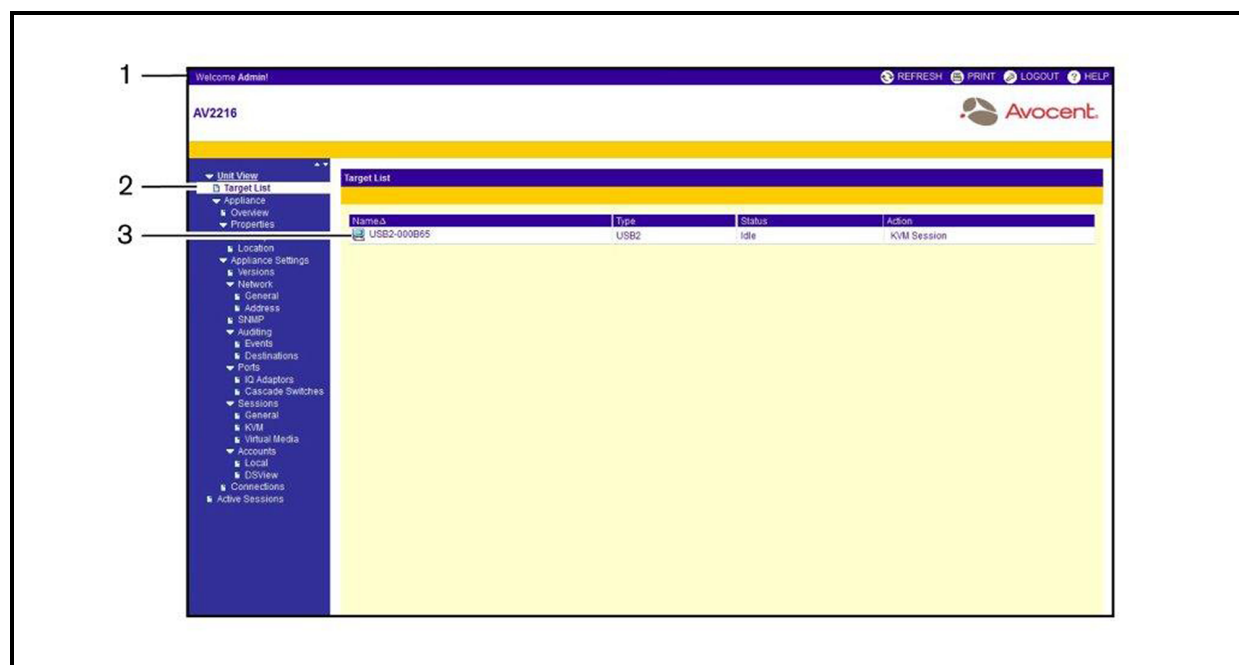 1
Welcome Admin!
REFRESH PRINT LOGOUT ? HELP
AV2216
Avocent.
2
Unit View
Target List
Appliance
Overview
Properties
Location
Appliance Settings
Versions
Network
General
Address
SNMP
Auditing
Events
Destinations
Ports
IQ Adaptors
Cascade Switches
Sessions
General
KVM
Virtual Media
Accounts
Local
DSView
Connections
Active Sessions
Target List
3
Name Type Status Action
USB2-000B65 USB2 Idle KVM Session